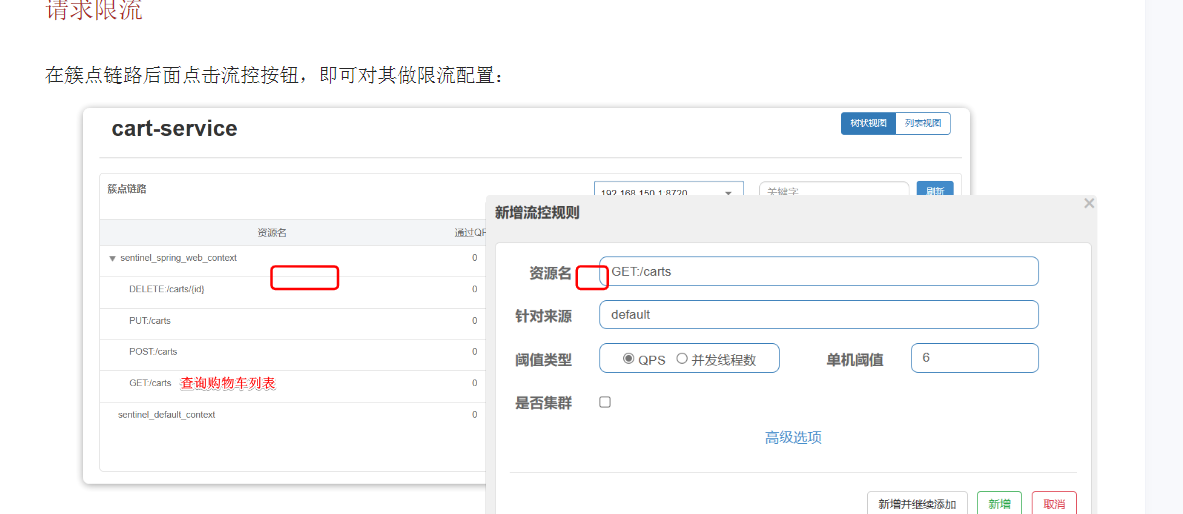 请求限流
在簇点链路后面点击流控按钮，即可对其做限流配置：
cart-service
树状视图 列表视图
簇点链路
192.168.150.1:8720
关键字
刷新
资源名
通过QP
sentinel_spring_web_context 0
DELETE:/carts/{id} 0
PUT:/carts 0
POST:/carts 0
GET:/carts 查询购物车列表 0
sentinel_default_context 0
新增流控规则 ×
资源名 GET:/carts
针对来源 default
阈值类型 QPS 并发线程数 单机阈值 6
是否集群
高级选项
新增并继续添加 新增 取消